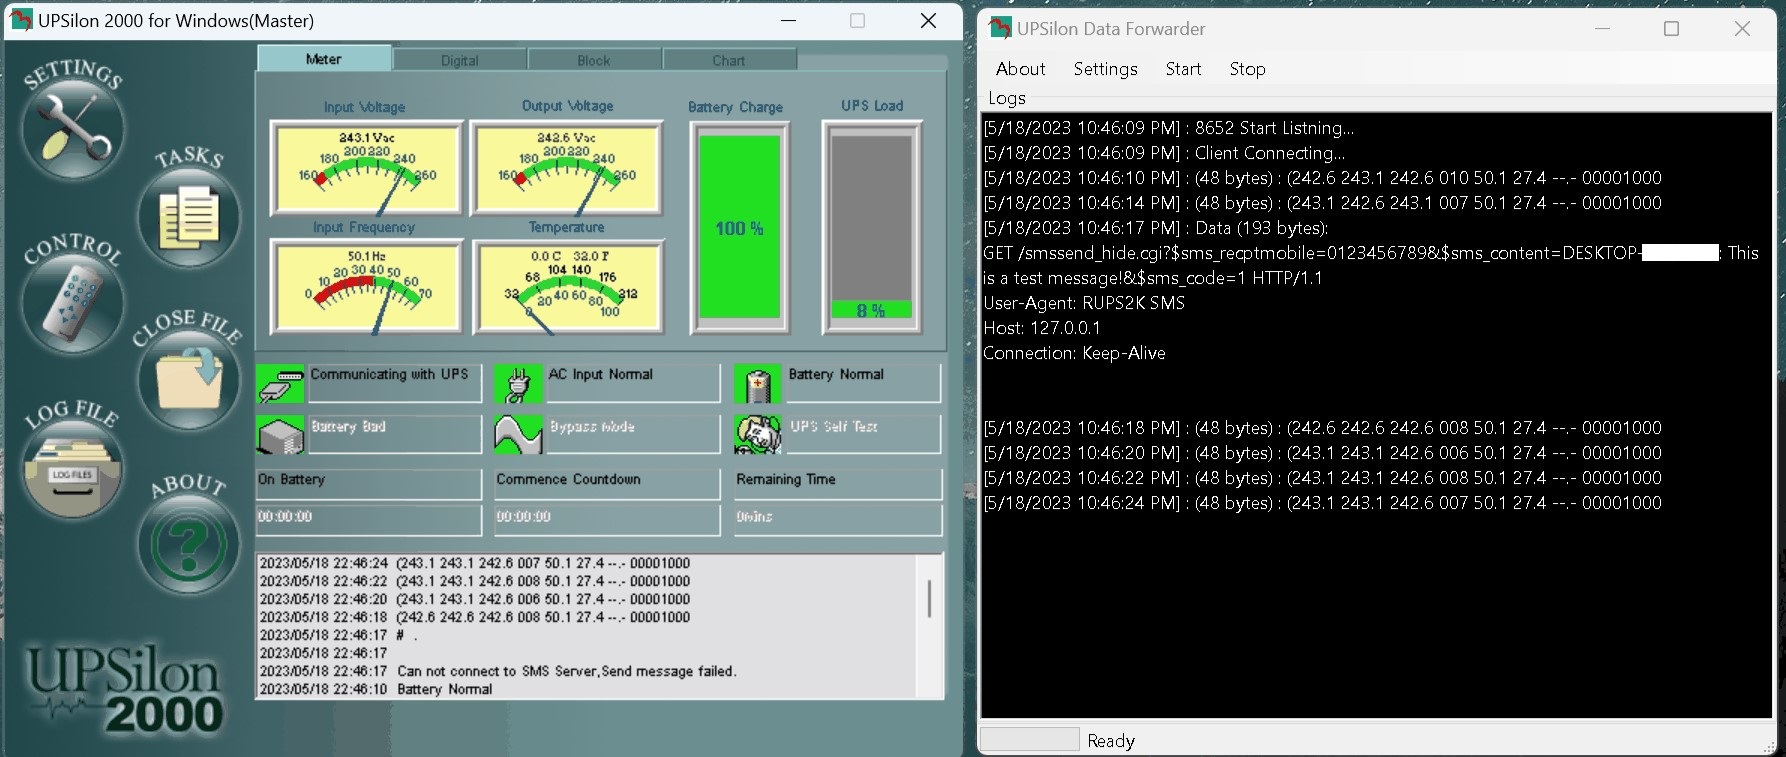 UPSilon 2000 for Windows(Master)
SETTINGS
TASKS
CONTROL
CLOSE FILE
LOG FILE
LOG FILES
ABOUT
UPSilon
2000
Meter
Digital
Block
Chart
Input Voltage
Output Voltage
Battery Charge
UPS Load
243.1 Vac
160 180 200 220 240 260
242.6 Vac
160 180 200 220 240 260
100 %
8 %
Input Frequency
Temperature
50.1 Hz
0 10 20 30 40 50 60 70
0.0 C 32.0 F
32 68 104 140 176 212
0 20 40 60 80 100
Communicating with UPS
AC Input Normal
Battery Normal
Battery Bad
Bypass Mode
UPS Self Test
On Battery
Commence Countdown
Remaining Time
00:00:00
00:00:00
0Mins
2023/05/18 22:46:24 (243.1 243.1 242.6 007 50.1 27.4 --.- 00001000
2023/05/18 22:46:22 (243.1 243.1 242.6 008 50.1 27.4 --.- 00001000
2023/05/18 22:46:20 (243.1 243.1 242.6 006 50.1 27.4 --.- 00001000
2023/05/18 22:46:18 (242.6 242.6 242.6 008 50.1 27.4 --.- 00001000
2023/05/18 22:46:17 # .
2023/05/18 22:46:17
2023/05/18 22:46:17 Can not connect to SMS Server,Send message failed.
2023/05/18 22:46:10 Battery Normal
UPSilon Data Forwarder
About Settings Start Stop
Logs
[5/18/2023 10:46:09 PM] : 8652 Start Listning...
[5/18/2023 10:46:09 PM] : Client Connecting...
[5/18/2023 10:46:10 PM] : (48 bytes) : (242.6 243.1 242.6 010 50.1 27.4 --.- 00001000
[5/18/2023 10:46:14 PM] : (48 bytes) : (243.1 242.6 243.1 007 50.1 27.4 --.- 00001000
[5/18/2023 10:46:17 PM] : Data (193 bytes):
GET /smssend_hide.cgi?$sms_recptmobile=0123456789&$sms_content=DESKTOP- : This
is a test message!&$sms_code=1 HTTP/1.1
User-Agent: RUPS2K SMS
Host: 127.0.0.1
Connection: Keep-Alive
[5/18/2023 10:46:18 PM] : (48 bytes) : (242.6 242.6 242.6 008 50.1 27.4 --.- 00001000
[5/18/2023 10:46:20 PM] : (48 bytes) : (243.1 243.1 242.6 006 50.1 27.4 --.- 00001000
[5/18/2023 10:46:22 PM] : (48 bytes) : (243.1 243.1 242.6 008 50.1 27.4 --.- 00001000
[5/18/2023 10:46:24 PM] : (48 bytes) : (243.1 243.1 242.6 007 50.1 27.4 --.- 00001000
Ready